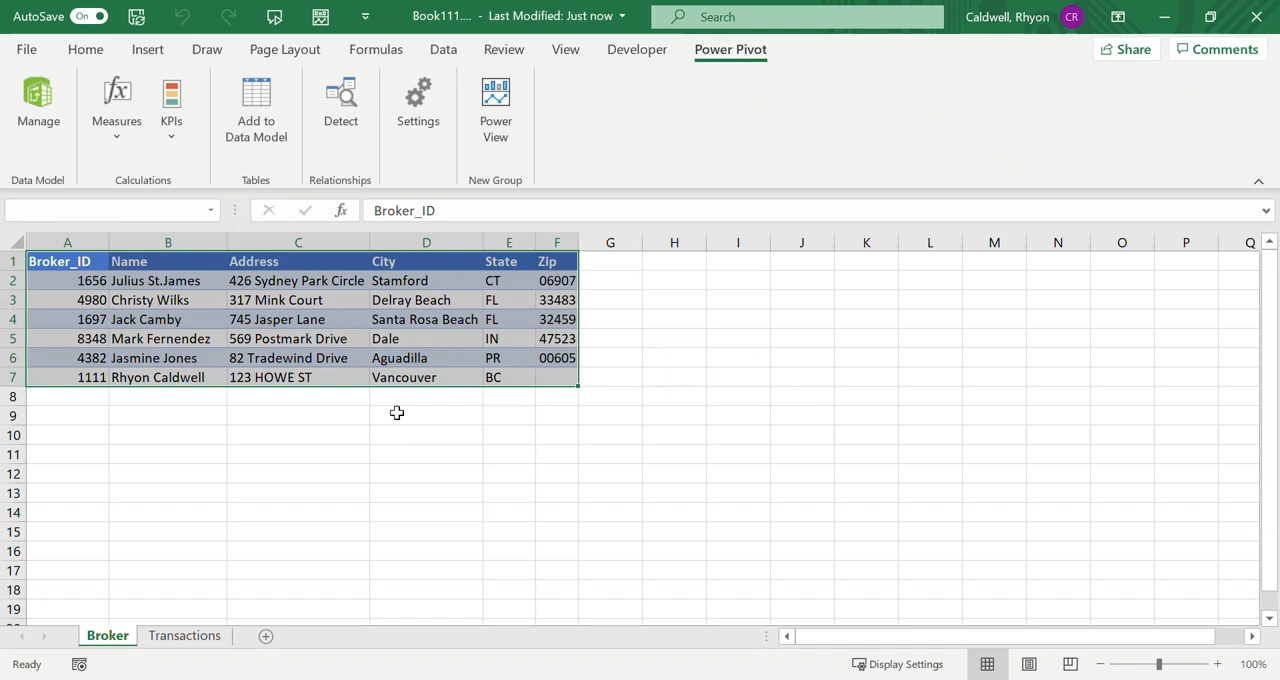 AutoSave On Book111.... - Last Modified: Just now Search Caldwell, Rhyon CR
File Home Insert Draw Page Layout Formulas Data Review View Developer Power Pivot Share Comments
Manage Measures KPIs Add to Data Model Detect Settings Power View
Data Model Calculations Tables Relationships New Group
fx Broker_ID
A B C D E F G H I J K L M N O P Q
1 Broker_ID Name Address City State Zip
2 1656 Julius St.James 426 Sydney Park Circle Stamford CT 06907
3 4980 Christy Wilks 317 Mink Court Delray Beach FL 33483
4 1697 Jack Camby 745 Jasper Lane Santa Rosa Beach FL 32459
5 8348 Mark Fernendez 569 Postmark Drive Dale IN 47523
6 4382 Jasmine Jones 82 Tradewind Drive Aguadilla PR 00605
7 1111 Rhyon Caldwell 123 HOWE ST Vancouver BC
8
9
10
11
12
13
14
15
16
17
18
19
Broker Transactions
Ready Display Settings 100%